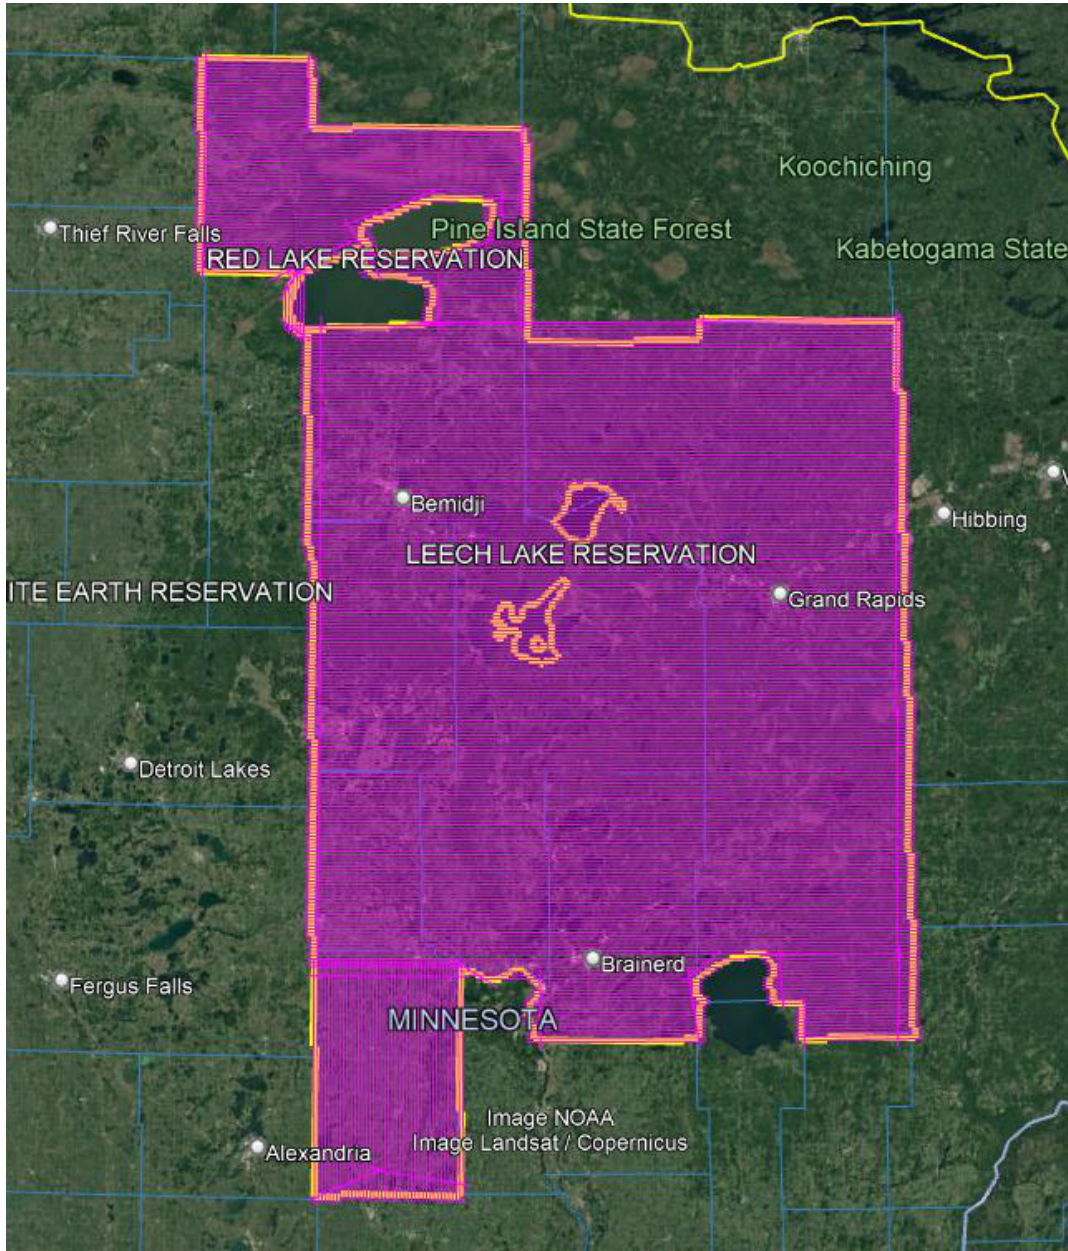 Koochiching
Thief River Falls
Pine Island State Forest
Kabetogama State
RED LAKE RESERVATION
Bemidji
Hibbing
LEECH LAKE RESERVATION
ITE EARTH RESERVATION
Grand Rapids
Detroit Lakes
Brainerd
Fergus Falls
MINNESOTA
Image NOAA
Image Landsat / Copernicus
Alexandria